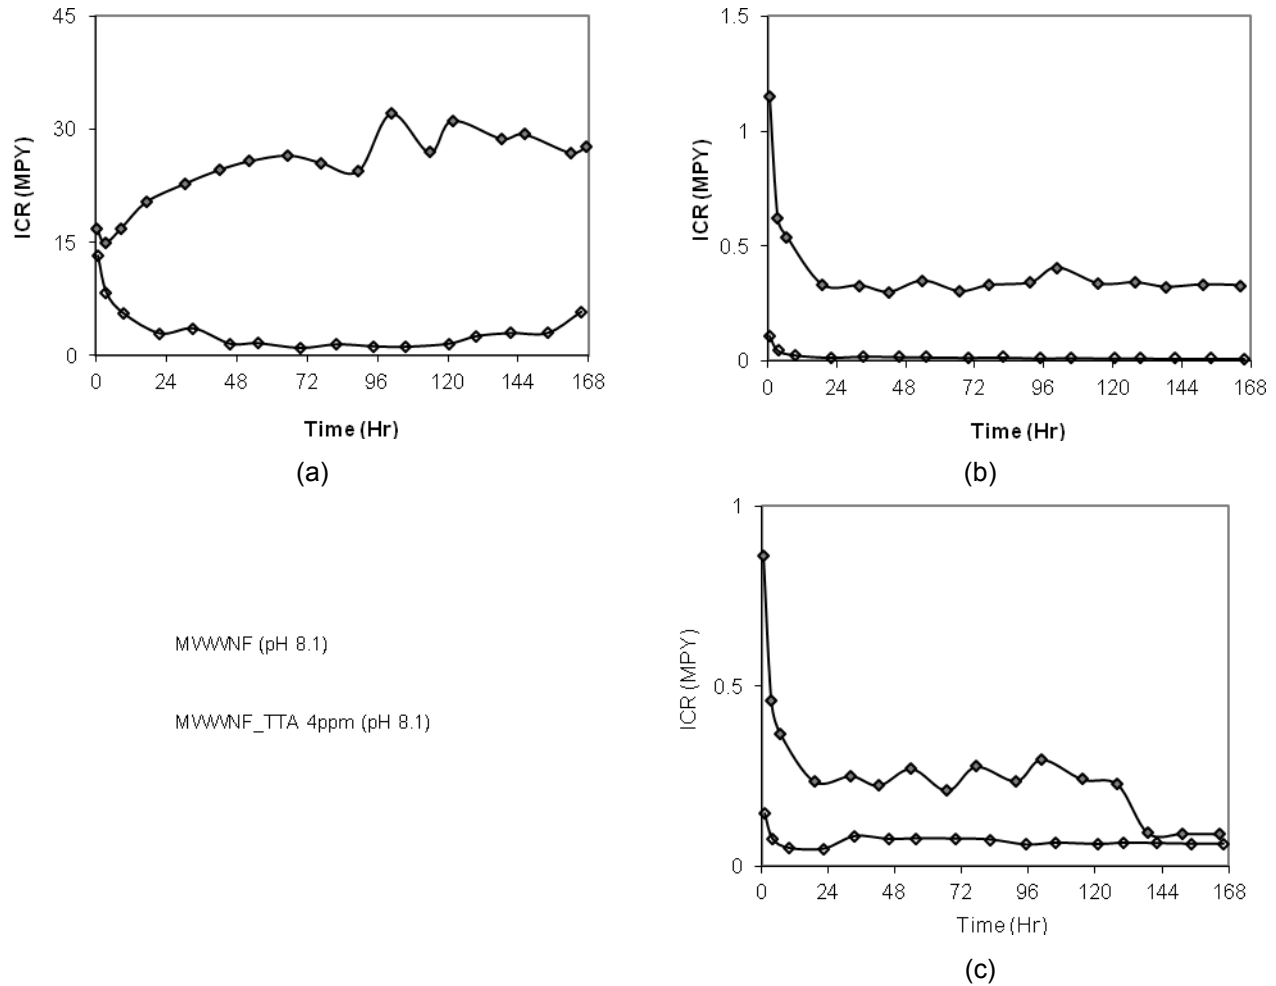 45
30
15
0
ICR (MPY)
0 24 48 72 96 120 144 168
Time (Hr)
(a)
1.5
1
0.5
0
ICR (MPY)
0 24 48 72 96 120 144 168
Time (Hr)
(b)
MVWVNF (pH 8.1)
MVWVNF_TTA 4ppm (pH 8.1)
1
0.5
0
ICR (MPY)
0 24 48 72 96 120 144 168
Time (Hr)
(c)